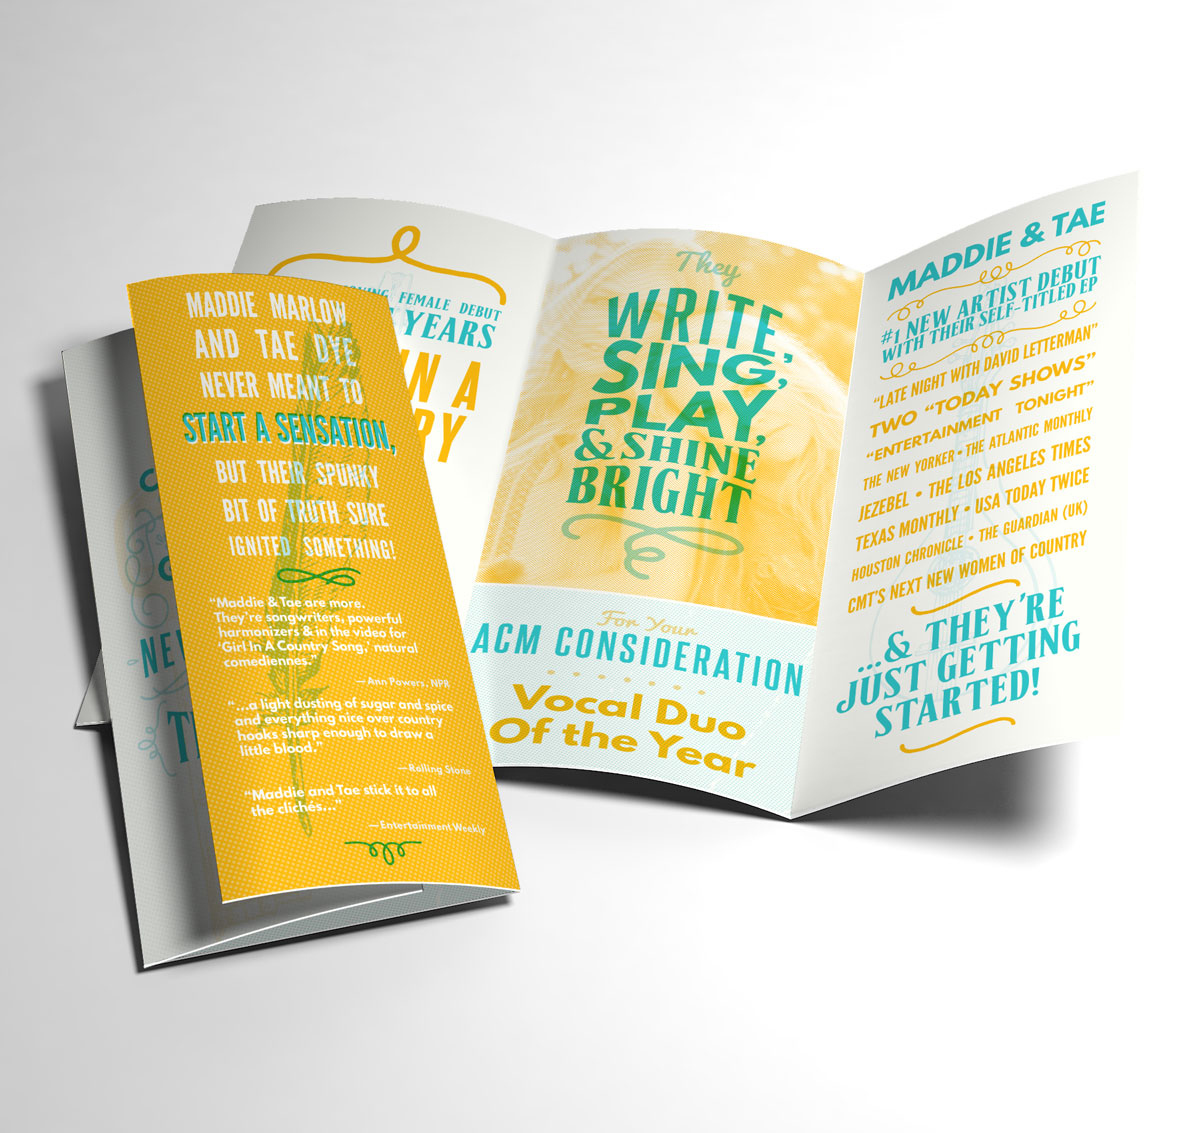 MADDIE MARLOW
AND TAE DYE
NEVER MEANT TO
START A SENSATION,
BUT THEIR SPUNKY
BIT OF TRUTH SURE
IGNITED SOMETHING!
“Maddie & Tae are more.
They’re songwriters, powerful
harmonizers & in the video for
‘Girl In A Country Song,’ natural
comediennes.”
—Ann Powers, NPR
“...a light dusting of sugar and spice
and everything nice over country
hooks sharp enough to draw a
little blood.”
—Rolling Stone
“Maddie and Tae stick it to all
the clichés...”
—Entertainment Weekly
FEMALE DEBUT
YEARS
N A
RY
They
WRITE,
SING,
PLAY,
& SHINE
BRIGHT
For Your
ACM CONSIDERATION
Vocal Duo
Of the Year
MADDIE & TAE
#1 NEW ARTIST DEBUT
WITH THEIR SELF-TITLED EP
“LATE NIGHT WITH DAVID LETTERMAN”
TWO “TODAY SHOWS”
“ENTERTAINMENT TONIGHT”
THE NEW YORKER • THE ATLANTIC MONTHLY
JEZEBEL • THE LOS ANGELES TIMES
TEXAS MONTHLY • USA TODAY TWICE
HOUSTON CHRONICLE • THE GUARDIAN (UK)
CMT’S NEXT NEW WOMEN OF COUNTRY
...& THEY’RE
JUST GETTING
STARTED!